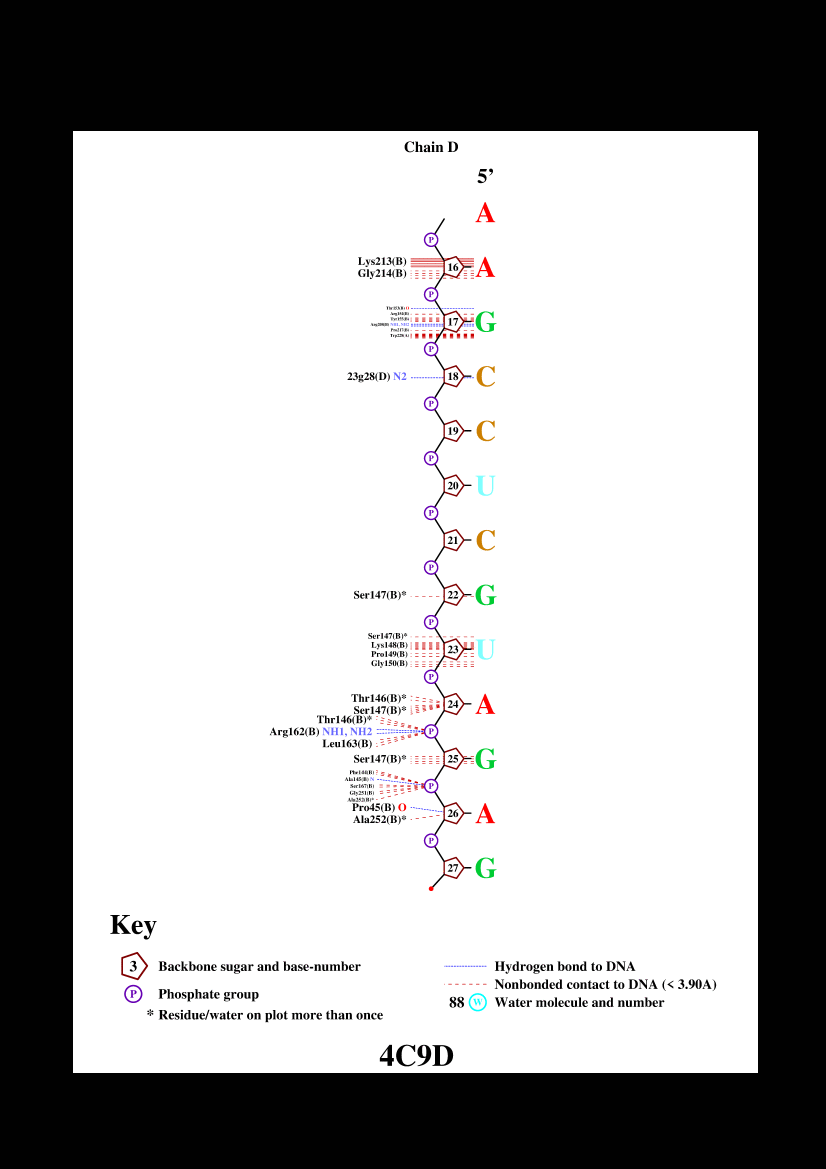 Chain D
5’
A
P
Lys213(B)
Gly214(B)
16 A
P
Thr153(B) O
Tyr155(B)
Arg208(B) NH1, NH2
Pro217(B)
17 G
P
23g28(D) N2 18 C
P
19 C
P
20 U
P
21 C
P
Ser147(B)* 22 G
P
Ser147(B)*
Lys148(B)
Pro149(B)
Gly150(B)
23 U
P
Thr146(B)*
Ser147(B)*
24 A
Thr146(B)*
Arg162(B) NH1, NH2 P
Leu163(B)
Ser147(B)* 25 G
Phe144(B)
Ala145(B) N
Ser167(B)
Gly251(B)
Ala252(B)*
P
Pro45(B) O
Ala252(B)*
26 A
P
27 G
Key
3 Backbone sugar and base-number
P Phosphate group
* Residue/water on plot more than once
Hydrogen bond to DNA
Nonbonded contact to DNA (< 3.90A)
88 W Water molecule and number
4C9D